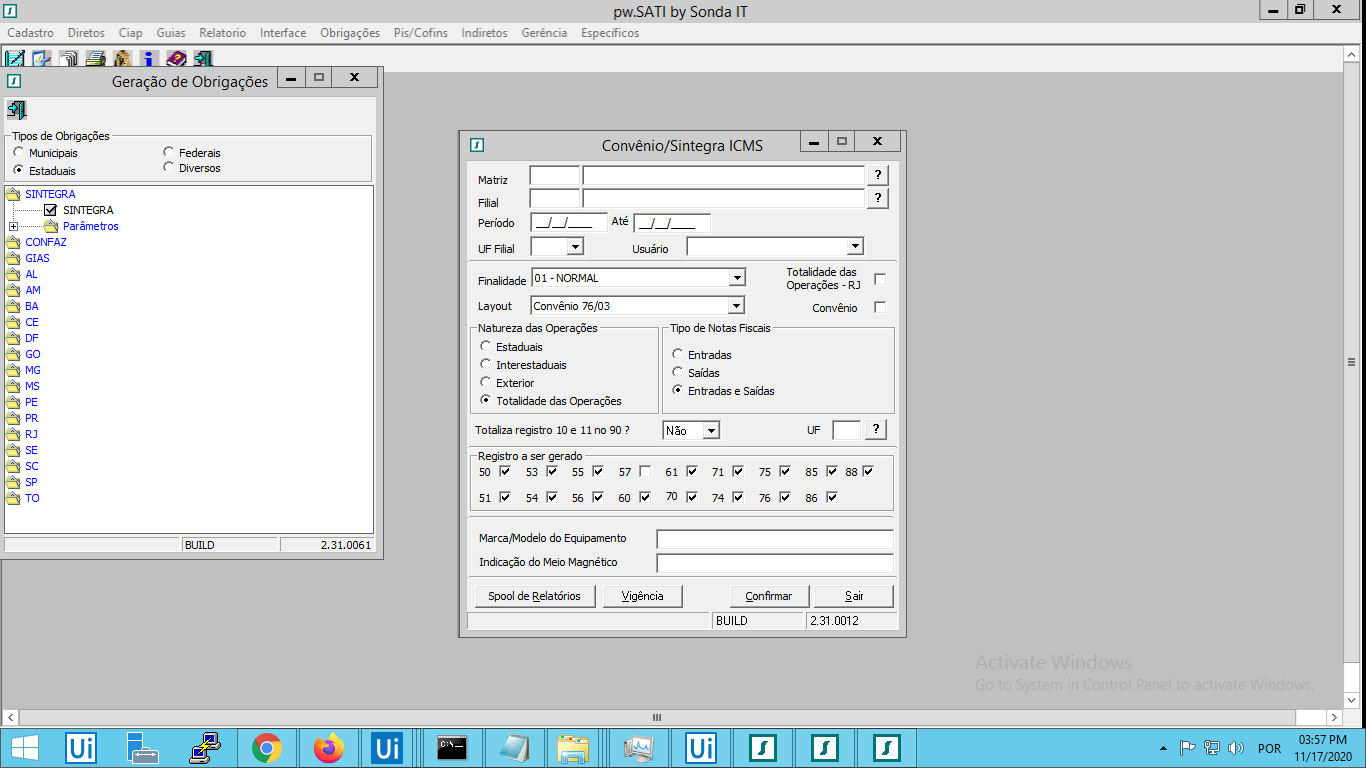 pw.SATI by Sonda IT
Cadastro Diretos Ciap Guias Relatorio Interface Obrigações Pis/Cofins Indiretos Gerência Específicos
Geração de Obrigações
Tipos de Obrigações
Municipais Federais
Estaduais Diversos
SINTEGRA
SINTEGRA
Parâmetros
CONFAZ
GIAS
AL
AM
BA
CE
DF
GO
MG
MS
PE
PR
RJ
SE
SC
SP
TO
BUILD 2.31.0061
Convênio/Sintegra ICMS
Matriz ?
Filial ?
Período __/__/____ Até __/__/____
UF Filial Usuário
Finalidade 01 - NORMAL Totalidade das
Operações - RJ
Layout Convênio 76/03 Convênio
Natureza das Operações Tipo de Notas Fiscais
Estaduais Entradas
Interestaduais Saídas
Exterior Entradas e Saídas
Totalidade das Operações
Totaliza registro 10 e 11 no 90 ? Não UF ?
Registro a ser gerado
50 53 55 57 61 71 75 85 88
51 54 56 60 70 74 76 86
Marca/Modelo do Equipamento
Indicação do Meio Magnético
Spool de Relatórios Vigência Confirmar Sair
BUILD 2.31.0012
Activate Windows
Go to System in Control Panel to activate Windows.
Ui Ui C:\ Ui POR 03:57 PM
11/17/2020